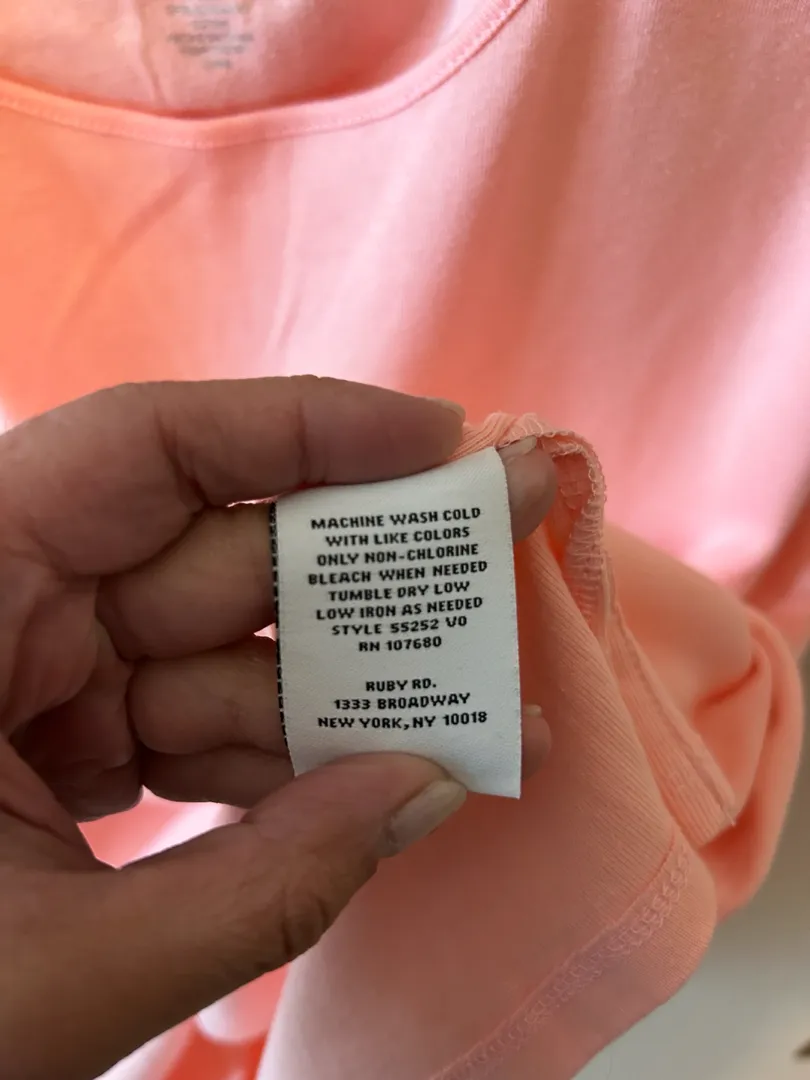 MACHINE WASH COLD
WITH LIKE COLORS
ONLY NON-CHLORINE
BLEACH WHEN NEEDED
TUMBLE DRY LOW
LOW IRON AS NEEDED
STYLE 55252 VO
RN 107680
RUBY RD.
1333 BROADWAY
NEW YORK, NY 10018